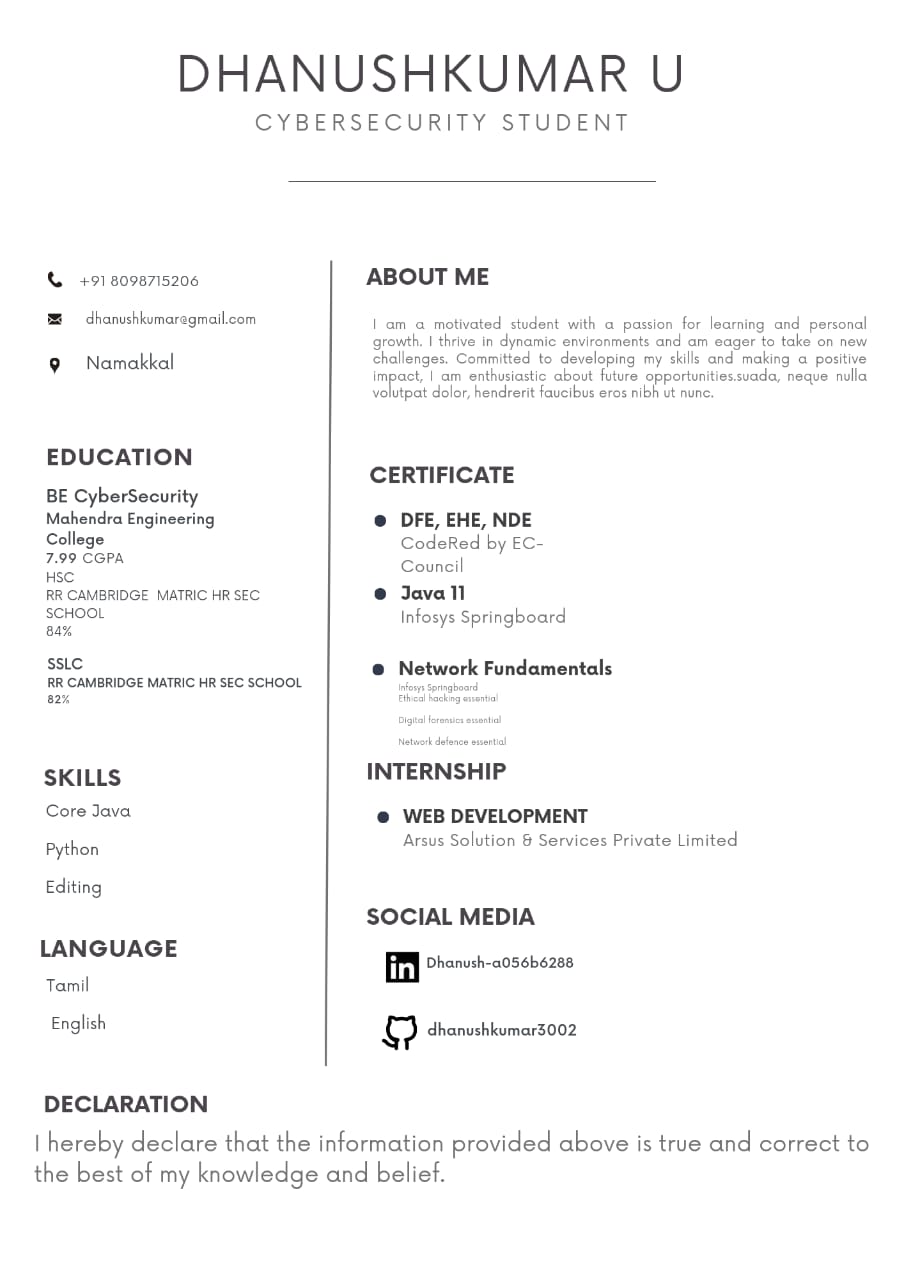 DHANUSHKUMAR U
CYBERSECURITY STUDENT
+91 8098715206
dhanushkumar@gmail.com
Namakkal
EDUCATION
BE CyberSecurity
Mahendra Engineering
College
7.99 CGPA
HSC
RR CAMBRIDGE MATRIC HR SEC
SCHOOL
84%
SSLC
RR CAMBRIDGE MATRIC HR SEC SCHOOL
82%
SKILLS
Core Java
Python
Editing
LANGUAGE
Tamil
English
ABOUT ME
I am a motivated student with a passion for learning and personal
growth. I thrive in dynamic environments and am eager to take on new
challenges. Committed to developing my skills and making a positive
impact, I am enthusiastic about future opportunities.suada, neque nulla
volutpat dolor, hendrerit faucibus eros nibh ut nunc.
CERTIFICATE
DFE, EHE, NDE
CodeRed by EC-
Council
Java 11
Infosys Springboard
Network Fundamentals
Infosys Springboard
Ethical hacking essential
Digital forensics essential
Network defence essential
INTERNSHIP
WEB DEVELOPMENT
Arsus Solution & Services Private Limited
SOCIAL MEDIA
in Dhanush-a056b6288
dhanushkumar3002
DECLARATION
I hereby declare that the information provided above is true and correct to
the best of my knowledge and belief.